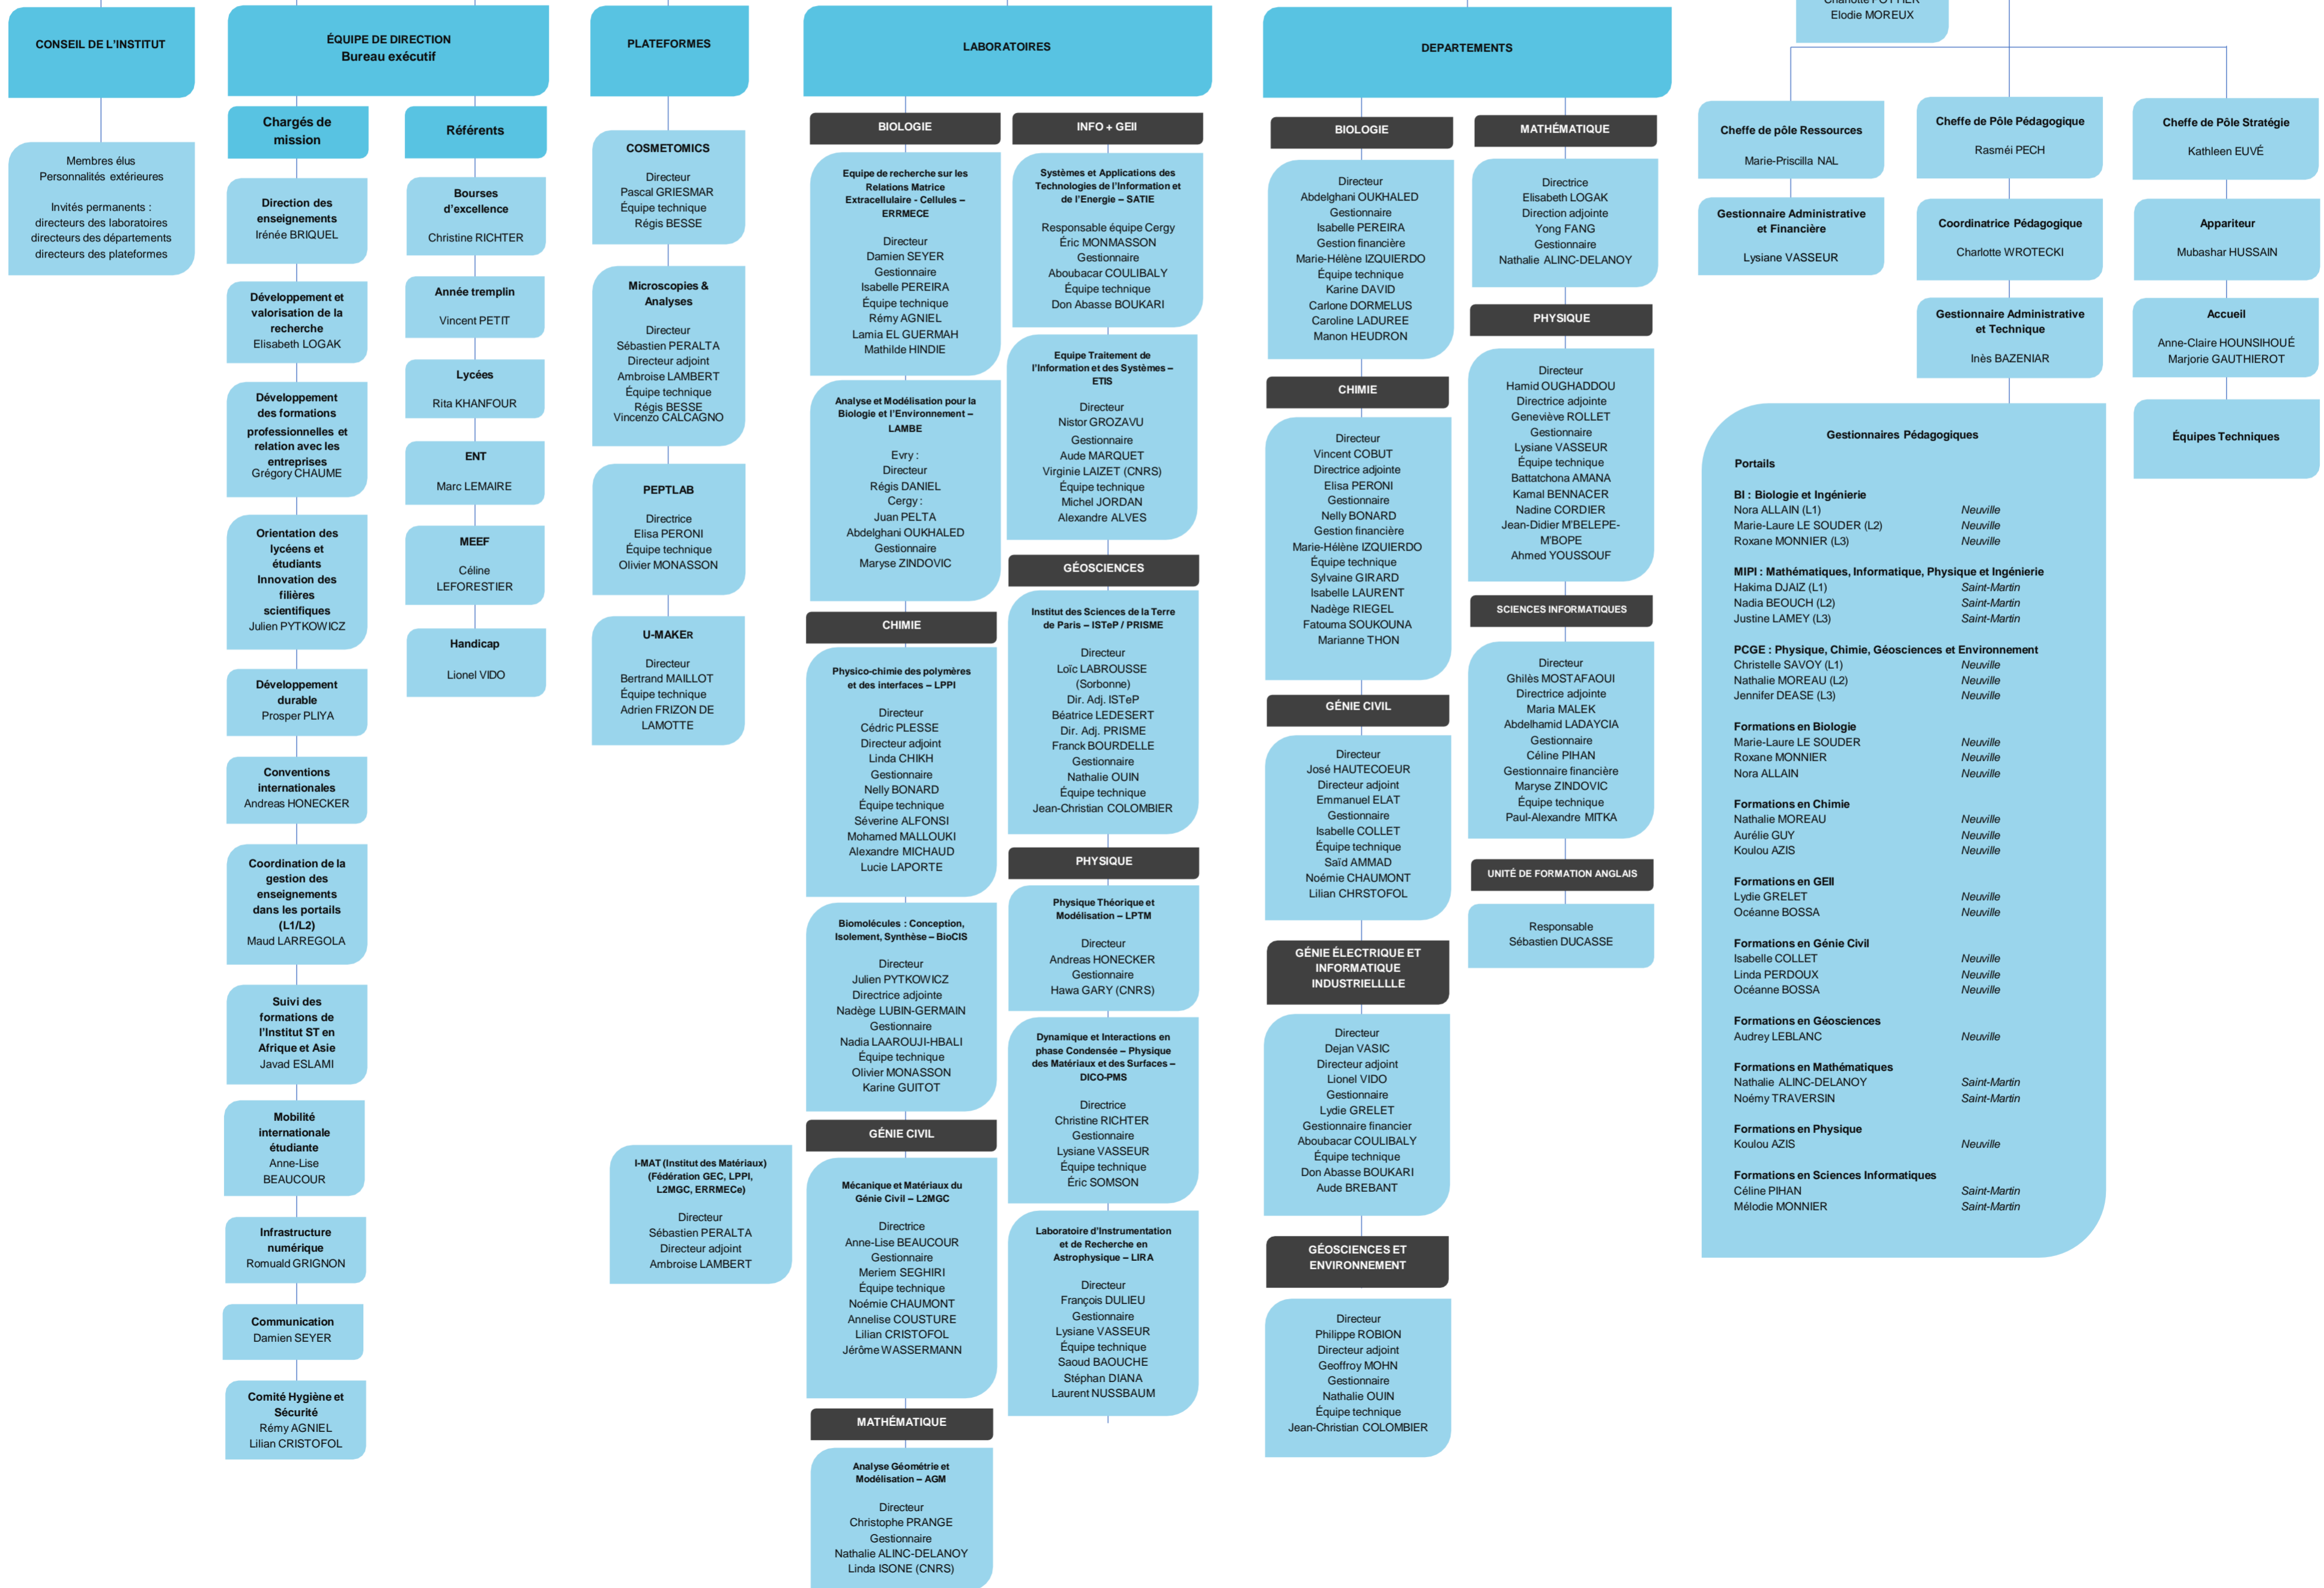 CONSEIL DE L'INSTITUT
Membres élus
Personnalités extérieures
Invités permanents :
directeurs des laboratoires
directeurs des départements
directeurs des plateformes
ÉQUIPE DE DIRECTION
Bureau exécutif
Chargés de
mission
Direction des
enseignements
Irénée BRIQUEL
Développement et
valorisation de la
recherche
Elisabeth LOGAK
Développement
des formations
professionnelles et
relation avec les
entreprises
Grégory CHAUME
Orientation des
lycéens et
étudiants
Innovation des
filières
scientifiques
Julien PYTKOWICZ
Développement
durable
Prosper PLIYA
Conventions
internationales
Andreas HONECKER
Coordination de la
gestion des
enseignements
dans les portails
(L1/L2)
Maud LARREGOLA
Suivi des
formations de
l'Institut ST en
Afrique et Asie
Javad ESLAMI
Mobilité
internationale
étudiante
Anne-Lise
BEAUCOUR
Infrastructure
numérique
Romuald GRIGNON
Communication
Damien SEYER
Comité Hygiène et
Sécurité
Rémy AGNIEL
Lilian CRISTOFOL
Référents
Bourses
d'excellence
Christine RICHTER
Année tremplin
Vincent PETIT
Lycées
Rita KHANFOUR
ENT
Marc LEMAIRE
MEEF
Céline
LEFORESTIER
Handicap
Lionel VIDO
PLATEFORMES
COSMETOMICS
Directeur
Pascal GRIESMAR
Équipe technique
Régis BESSE
Microscopies &
Analyses
Directeur
Sébastien PERALTA
Directeur adjoint
Ambroise LAMBERT
Équipe technique
Régis BESSE
Vincenzo CALCAGNO
PEPTLAB
Directrice
Elisa PERONI
Équipe technique
Olivier MONASSON
U-MAKER
Directeur
Bertrand MAILLOT
Équipe technique
Adrien FRIZON DE
LAMOTTE
I-MAT (Institut des Matériaux)
(Fédération GEC, LPPI,
L2MGC, ERRMECe)
Directeur
Sébastien PERALTA
Directeur adjoint
Ambroise LAMBERT
LABORATOIRES
BIOLOGIE
Equipe de recherche sur les
Relations Matrice
Extracellulaire - Cellules –
ERRMECE
Directeur
Damien SEYER
Gestionnaire
Isabelle PEREIRA
Équipe technique
Rémy AGNIEL
Lamia EL GUERMAH
Mathilde HINDIE
Analyse et Modélisation pour la
Biologie et l'Environnement –
LAMBE
Evry :
Directeur
Régis DANIEL
Cergy :
Juan PELTA
Abdelghani OUKHALED
Gestionnaire
Maryse ZINDOVIC
CHIMIE
Physico-chimie des polymères
et des interfaces – LPPI
Directeur
Cédric PLESSE
Directeur adjoint
Linda CHIKH
Gestionnaire
Nelly BONARD
Équipe technique
Séverine ALFONSI
Mohamed MALLOUKI
Alexandre MICHAUD
Lucie LAPORTE
Biomolécules : Conception,
Isolement, Synthèse – BioCIS
Directeur
Julien PYTKOWICZ
Directrice adjointe
Nadège LUBIN-GERMAIN
Gestionnaire
Nadia LAAROUJI-HBALI
Équipe technique
Olivier MONASSON
Karine GUITOT
GÉNIE CIVIL
Mécanique et Matériaux du
Génie Civil – L2MGC
Directrice
Anne-Lise BEAUCOUR
Gestionnaire
Meriem SEGHIRI
Équipe technique
Noémie CHAUMONT
Annelise COUSTURE
Lilian CRISTOFOL
Jérôme WASSERMANN
MATHÉMATIQUE
Analyse Géométrie et
Modélisation – AGM
Directeur
Christophe PRANGE
Gestionnaire
Nathalie ALINC-DELANOY
Linda ISONE (CNRS)
INFO + GEII
Systèmes et Applications des
Technologies de l'Information et
de l'Energie – SATIE
Responsable équipe Cergy
Éric MONMASSON
Gestionnaire
Aboubacar COULIBALY
Équipe technique
Don Abasse BOUKARI
Equipe Traitement de
l'Information et des Systèmes –
ETIS
Directeur
Nistor GROZAVU
Gestionnaire
Aude MARQUET
Virginie LAIZET (CNRS)
Équipe technique
Michel JORDAN
Alexandre ALVES
GÉOSCIENCES
Institut des Sciences de la Terre
de Paris – ISTeP / PRISME
Directeur
Loïc LABROUSSE
(Sorbonne)
Dir. Adj. ISTeP
Béatrice LEDESERT
Dir. Adj. PRISME
Franck BOURDELLE
Gestionnaire
Nathalie OUIN
Équipe technique
Jean-Christian COLOMBIER
PHYSIQUE
Physique Théorique et
Modélisation – LPTM
Directeur
Andreas HONECKER
Gestionnaire
Hawa GARY (CNRS)
Dynamique et Interactions en
phase Condensée – Physique
des Matériaux et des Surfaces –
DICO-PMS
Directrice
Christine RICHTER
Gestionnaire
Lysiane VASSEUR
Équipe technique
Éric SOMSON
Laboratoire d'Instrumentation
et de Recherche en
Astrophysique – LIRA
Directeur
François DULIEU
Gestionnaire
Lysiane VASSEUR
Équipe technique
Saoud BAOUCHE
Stéphan DIANA
Laurent NUSSBAUM
DEPARTEMENTS
BIOLOGIE
Directeur
Abdelghani OUKHALED
Gestionnaire
Isabelle PEREIRA
Gestion financière
Marie-Hélène IZQUIERDO
Équipe technique
Karine DAVID
Carlone DORMELUS
Caroline LADUREE
Manon HEUDRON
CHIMIE
Directeur
Vincent COBUT
Directrice adjointe
Elisa PERONI
Gestionnaire
Nelly BONARD
Gestion financière
Marie-Hélène IZQUIERDO
Équipe technique
Sylvaine GIRARD
Isabelle LAURENT
Nadège RIEGEL
Fatouma SOUKOUNA
Marianne THON
GÉNIE CIVIL
Directeur
José HAUTECOEUR
Directeur adjoint
Emmanuel ELAT
Gestionnaire
Isabelle COLLET
Équipe technique
Saïd AMMAD
Noémie CHAUMONT
Lilian CHRSTOFOL
GÉNIE ÉLECTRIQUE ET
INFORMATIQUE
INDUSTRIELLLLE
Directeur
Dejan VASIC
Directeur adjoint
Lionel VIDO
Gestionnaire
Lydie GRELET
Gestionnaire financier
Aboubacar COULIBALY
Équipe technique
Don Abasse BOUKARI
Aude BREBANT
GÉOSCIENCES ET
ENVIRONNEMENT
Directeur
Philippe ROBION
Directeur adjoint
Geoffroy MOHN
Gestionnaire
Nathalie OUIN
Équipe technique
Jean-Christian COLOMBIER
MATHÉMATIQUE
Directrice
Elisabeth LOGAK
Direction adjointe
Yong FANG
Gestionnaire
Nathalie ALINC-DELANOY
PHYSIQUE
Directeur
Hamid OUGHADDOU
Directrice adjointe
Geneviève ROLLET
Gestionnaire
Lysiane VASSEUR
Équipe technique
Battatchona AMANA
Kamal BENNACER
Nadine CORDIER
Jean-Didier M'BELEPE-
M'BOPE
Ahmed YOUSSOUF
SCIENCES INFORMATIQUES
Directeur
Ghilès MOSTAFAOUI
Directrice adjointe
Maria MALEK
Abdelhamid LADAYCIA
Gestionnaire
Céline PIHAN
Gestionnaire financière
Maryse ZINDOVIC
Équipe technique
Paul-Alexandre MITKA
UNITÉ DE FORMATION ANGLAIS
Responsable
Sébastien DUCASSE
Elodie MOREUX
Cheffe de pôle Ressources
Marie-Priscilla NAL
Gestionnaire Administrative
et Financière
Lysiane VASSEUR
Cheffe de Pôle Pédagogique
Rasméi PECH
Coordinatrice Pédagogique
Charlotte WROTECKI
Gestionnaire Administrative
et Technique
Inès BAZENIAR
Cheffe de Pôle Stratégie
Kathleen EUVÉ
Appariteur
Mubashar HUSSAIN
Accueil
Anne-Claire HOUNSIHOUÉ
Marjorie GAUTHIEROT
Équipes Techniques
Gestionnaires Pédagogiques
Portails
BI : Biologie et Ingénierie
Nora ALLAIN (L1) Neuville
Marie-Laure LE SOUDER (L2) Neuville
Roxane MONNIER (L3) Neuville
MIPI : Mathématiques, Informatique, Physique et Ingénierie
Hakima DJAIZ (L1) Saint-Martin
Nadia BEOUCH (L2) Saint-Martin
Justine LAMEY (L3) Saint-Martin
PCGE : Physique, Chimie, Géosciences et Environnement
Christelle SAVOY (L1) Neuville
Nathalie MOREAU (L2) Neuville
Jennifer DEASE (L3) Neuville
Formations en Biologie
Marie-Laure LE SOUDER Neuville
Roxane MONNIER Neuville
Nora ALLAIN Neuville
Formations en Chimie
Nathalie MOREAU Neuville
Aurélie GUY Neuville
Koulou AZIS Neuville
Formations en GEII
Lydie GRELET Neuville
Océanne BOSSA Neuville
Formations en Génie Civil
Isabelle COLLET Neuville
Linda PERDOUX Neuville
Océanne BOSSA Neuville
Formations en Géosciences
Audrey LEBLANC Neuville
Formations en Mathématiques
Nathalie ALINC-DELANOY Saint-Martin
Noémy TRAVERSIN Saint-Martin
Formations en Physique
Koulou AZIS Neuville
Formations en Sciences Informatiques
Céline PIHAN Saint-Martin
Mélodie MONNIER Saint-Martin